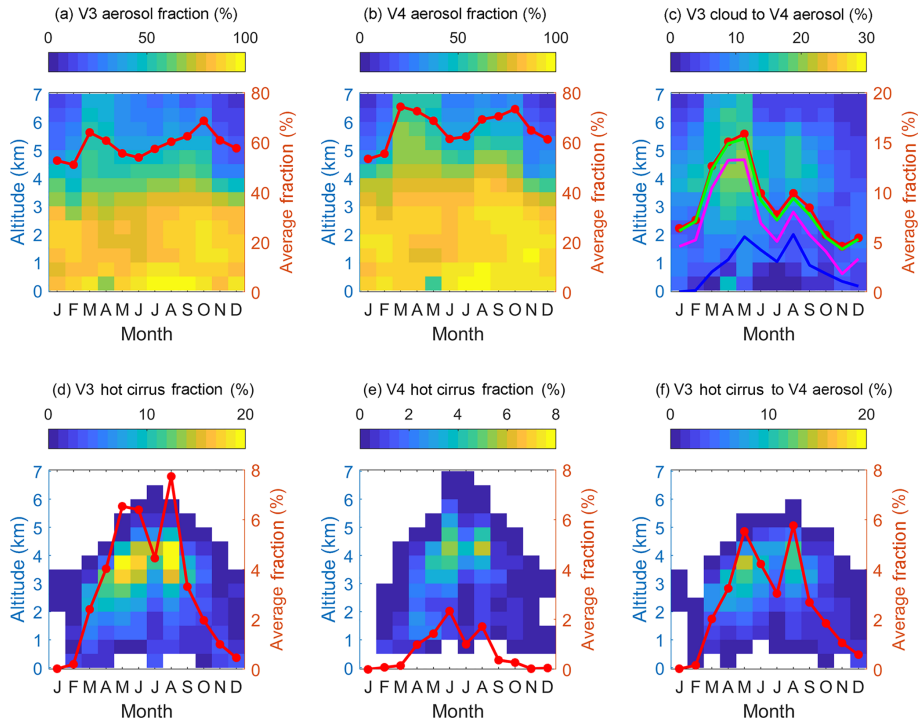 (a) V3 aerosol fraction (%)
(b) V4 aerosol fraction (%)
(c) V3 cloud to V4 aerosol (%)
0 50 100
0 50 100
0 10 20 30
7 6 5 4 3 2 1 0
Altitude (km)
80 60 40 20 0
Average fraction (%)
J F M A M J J A S O N D
Month
7 6 5 4 3 2 1 0
Altitude (km)
80 60 40 20 0
Average fraction (%)
J F M A M J J A S O N D
Month
7 6 5 4 3 2 1 0
Altitude (km)
20 15 10 5 0
Average fraction (%)
J F M A M J J A S O N D
Month
(d) V3 hot cirrus fraction (%)
(e) V4 hot cirrus fraction (%)
(f) V3 hot cirrus to V4 aerosol (%)
0 10 20
0 2 4 6 8
0 10 20
7 6 5 4 3 2 1 0
Altitude (km)
8 6 4 2 0
Average fraction (%)
J F M A M J J A S O N D
Month
7 6 5 4 3 2 1 0
Altitude (km)
8 6 4 2 0
Average fraction (%)
J F M A M J J A S O N D
Month
7 6 5 4 3 2 1 0
Altitude (km)
8 6 4 2 0
Average fraction (%)
J F M A M J J A S O N D
Month